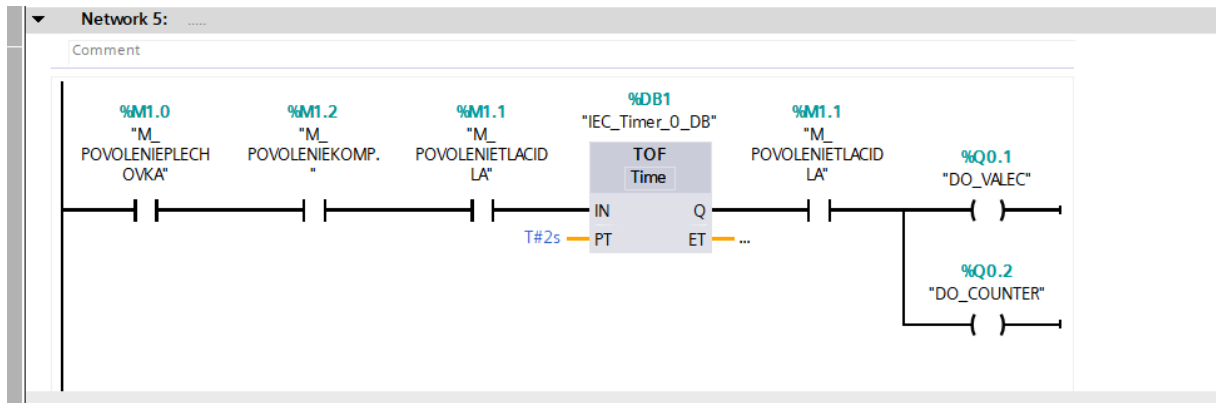 Network 5: .....
Comment
%M1.0
"M_
POVOLENIEPLECH
OVKA"
%M1.2
"M_
POVOLENIEKOMP.
"
%M1.1
"M_
POVOLENIETLACID
LA"
%DB1
"IEC_Timer_0_DB"
TOF
Time
IN
Q
T#2s
PT
ET
...
%M1.1
"M_
POVOLENIETLACID
LA"
%Q0.1
"DO_VALEC"
%Q0.2
"DO_COUNTER"